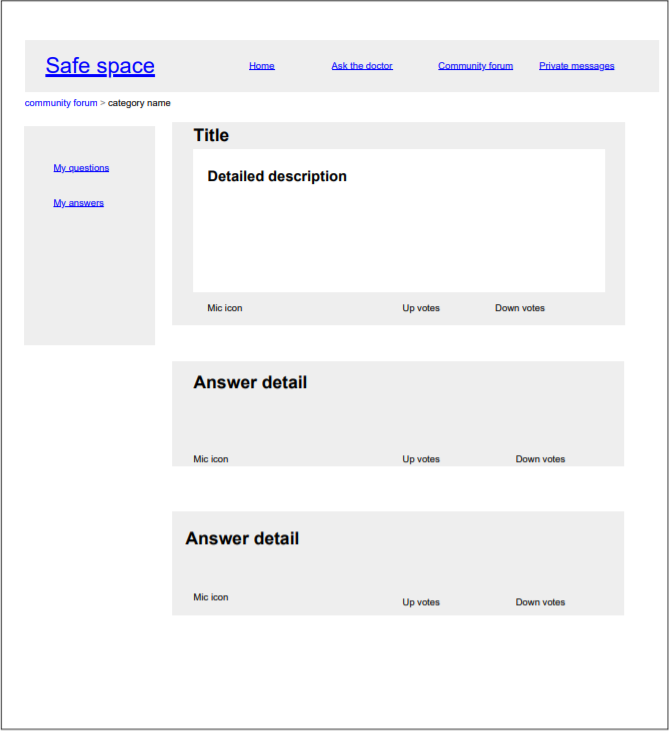 Safe space
Home
Ask the doctor
Community forum
Private messages
community forum > category name
My questions
My answers
Title
Detailed description
Mic icon
Up votes
Down votes
Answer detail
Mic icon
Up votes
Down votes
Answer detail
Mic icon
Up votes
Down votes